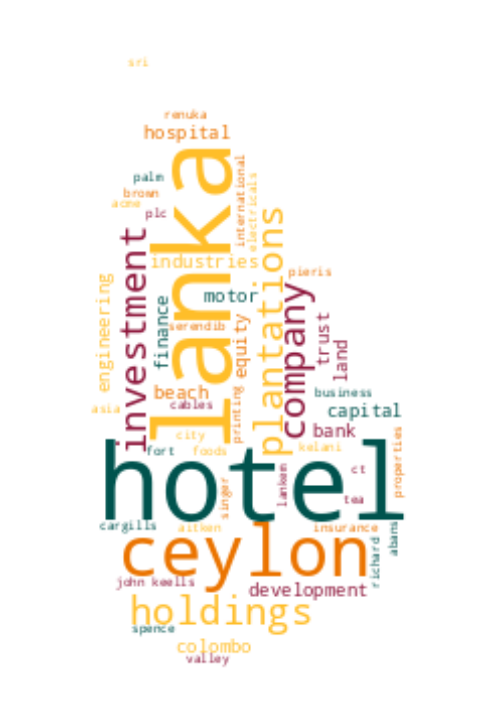 sri
renuka
hospital
lanka
international
electricals
palm
brown
acme
plc
investment
industries
plantations
pieris
engineering
finance
motor
company
serendib
equity
trust
land
beach
cables
printing
business
asia
capital
city
bank
fort
foods
kelani
properties
hotel
singer
lankem
ct
tea
cargills
aitken
insurance
abans
ceylon
richard
john keells
development
holdings
spence
colombo
valley